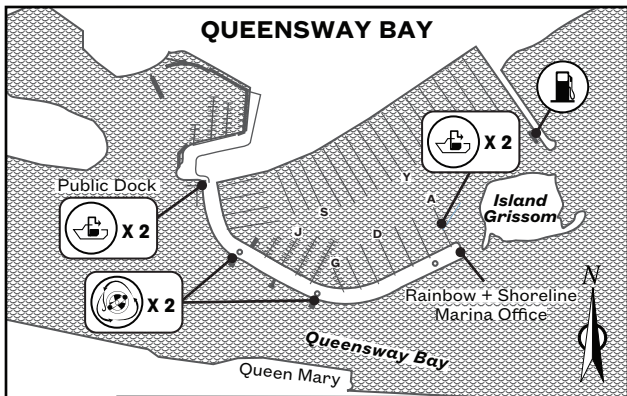 QUEENSWAY BAY
X 2
Y
A
Island
Grissom
Public Dock
S
X 2
J
D
G
X 2
Rainbow + Shoreline
Marina Office
N
Queensway Bay
Queen Mary